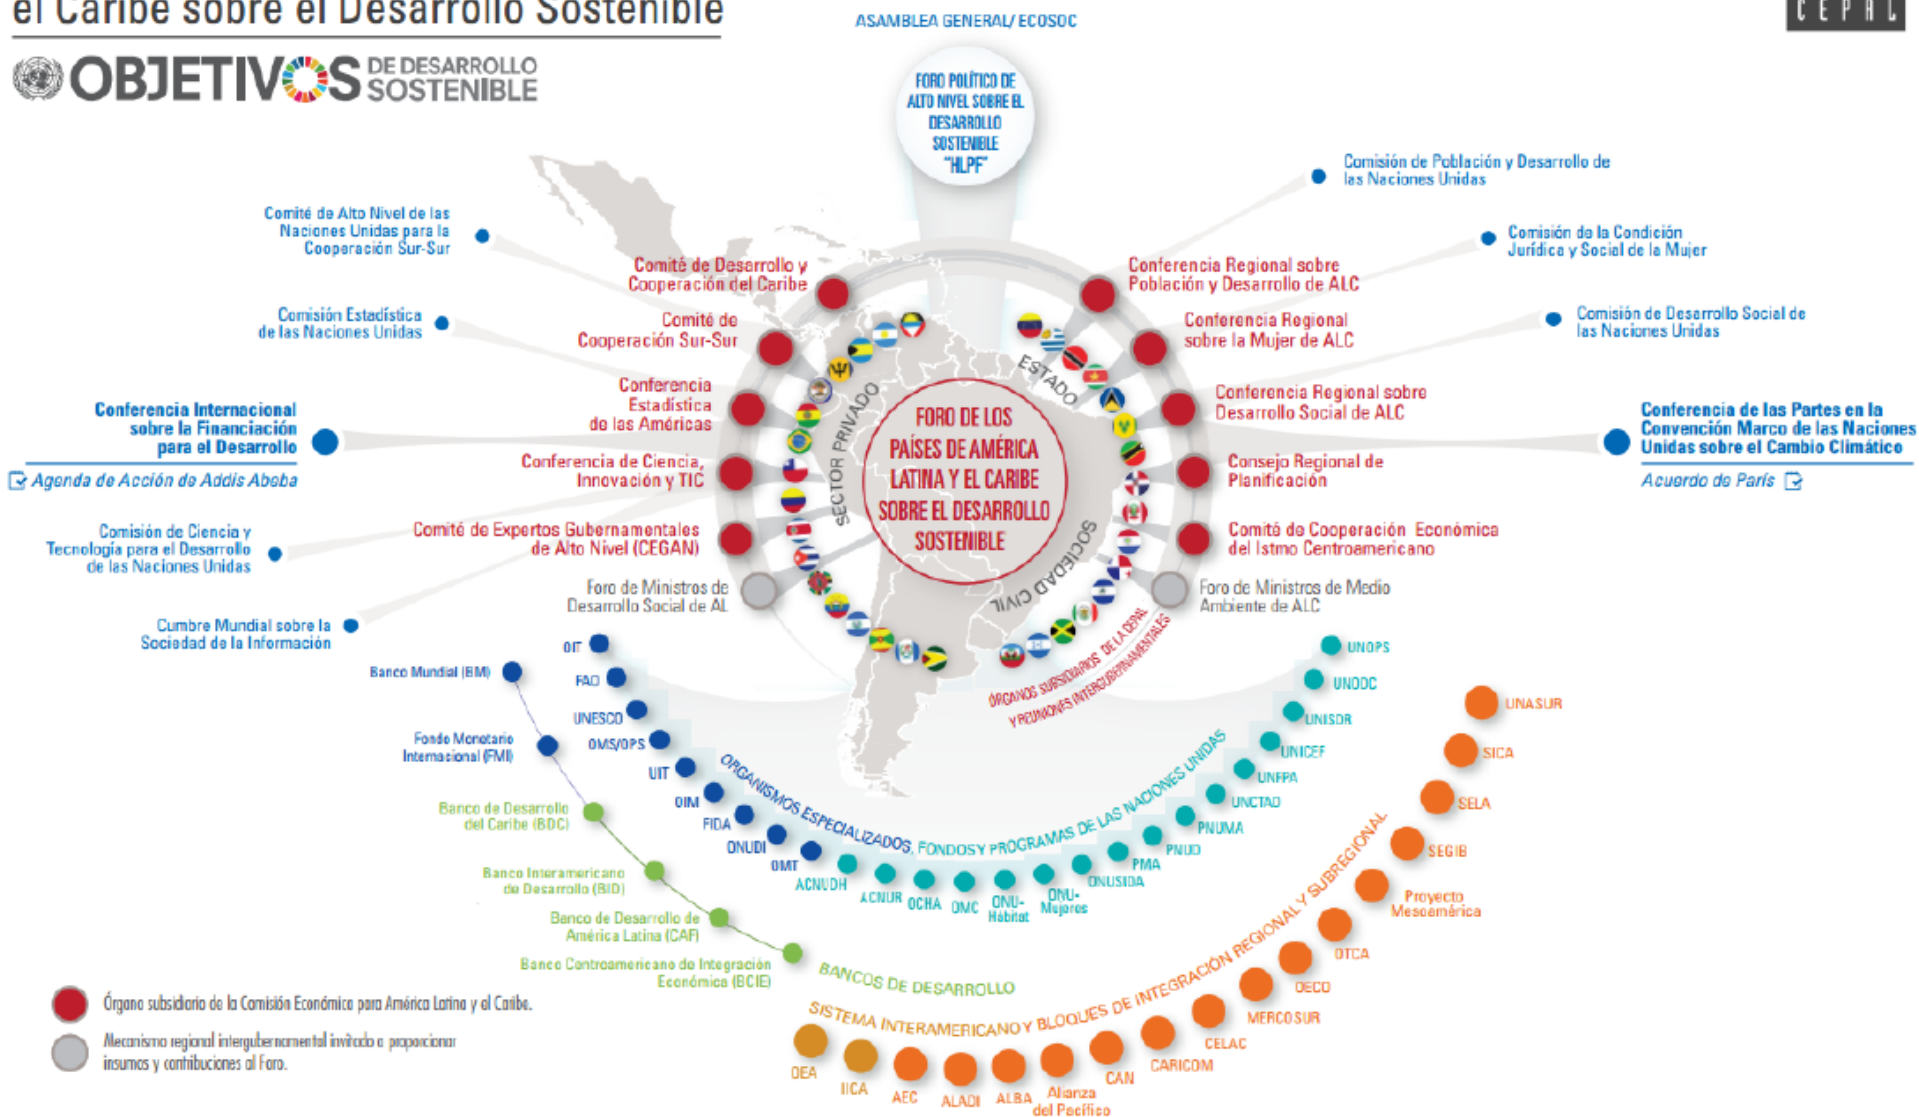 el Caribe sobre el Desarrollo Sostenible
CEPAL
OBJETIVOS DE DESARROLLO
SOSTENIBLE
ASAMBLEA GENERAL/ ECOSOC
FORO POLÍTICO DE
ALTO NIVEL SOBRE EL
DESARROLLO
SOSTENIBLE
"HLPF"
Comité de Alto Nivel de las
Naciones Unidas para la
Cooperación Sur-Sur
Comisión Estadística
de las Naciones Unidas
Conferencia Internacional
sobre la Financiación
para el Desarrollo
Agenda de Acción de Addis Abeba
Comisión de Ciencia y
Tecnología para el Desarrollo
de las Naciones Unidas
Cumbre Mundial sobre la
Sociedad de la Información
Comité de Desarrollo y
Cooperación del Caribe
Comité de
Cooperación Sur-Sur
Conferencia
Estadística
de las Américas
Conferencia de Ciencia,
Innovación y TIC
Comité de Expertos Gubernamentales
de Alto Nivel (CEGAN)
Foro de Ministros de
Desarrollo Social de AL
SECTOR PRIVADO
ESTADO
SOCIEDAD CIVIL
FORO DE LOS
PAÍSES DE AMÉRICA
LATINA Y EL CARIBE
SOBRE EL DESARROLLO
SOSTENIBLE
Conferencia Regional sobre
Población y Desarrollo de ALC
Conferencia Regional
sobre la Mujer de ALC
Conferencia Regional sobre
Desarrollo Social de ALC
Consejo Regional de
Planificación
Comité de Cooperación Económica
del Istmo Centroamericano
Foro de Ministros de Medio
Ambiente de ALC
Comisión de Población y Desarrollo de
las Naciones Unidas
Comisión de la Condición
Jurídica y Social de la Mujer
Comisión de Desarrollo Social de
las Naciones Unidas
Conferencia de las Partes en la
Convención Marco de las Naciones
Unidas sobre el Cambio Climático
Acuerdo de París
ÓRGANOS SUBSIDIARIOS DE LA CEPAL
Y REUNIONES INTERGUBERNAMENTALES
OIT
FAO
UNESCO
OMS/OPS
UIT
OIM
FIDA
ONUDI
OMT
ACNUDH
ACNUR
OCHA
OMC
ONU-
Hábitat
ONU-
Mujeres
ONUSIDA
PMA
PNUD
PNUMA
UNCTAD
UNFPA
UNICEF
UNISDR
UNODC
UNOPS
ORGANISMOS ESPECIALIZADOS, FONDOS Y PROGRAMAS DE LAS NACIONES UNIDAS
Banco Mundial (BM)
Fondo Monetario
Internacional (FMI)
Banco de Desarrollo
del Caribe (BDC)
Banco Interamericano
de Desarrollo (BID)
Banco de Desarrollo de
América Latina (CAF)
Banco Centroamericano de Integración
Económica (BCIE)
BANCOS DE DESARROLLO
SISTEMA INTERAMERICANO Y BLOQUES DE INTEGRACIÓN REGIONAL Y SUBREGIONAL
OEA
IICA
AEC
ALADI
ALBA
Alianza
del Pacífico
CAN
CARICOM
CELAC
MERCOSUR
OECO
OTCA
Proyecto
Mesoamérica
SEGIB
SELA
SICA
UNASUR
Órgano subsidiario de la Comisión Económica para América Latina y el Caribe.
Mecanismo regional intergubernamental invitado a proporcionar
insumos y contribuciones al Foro.